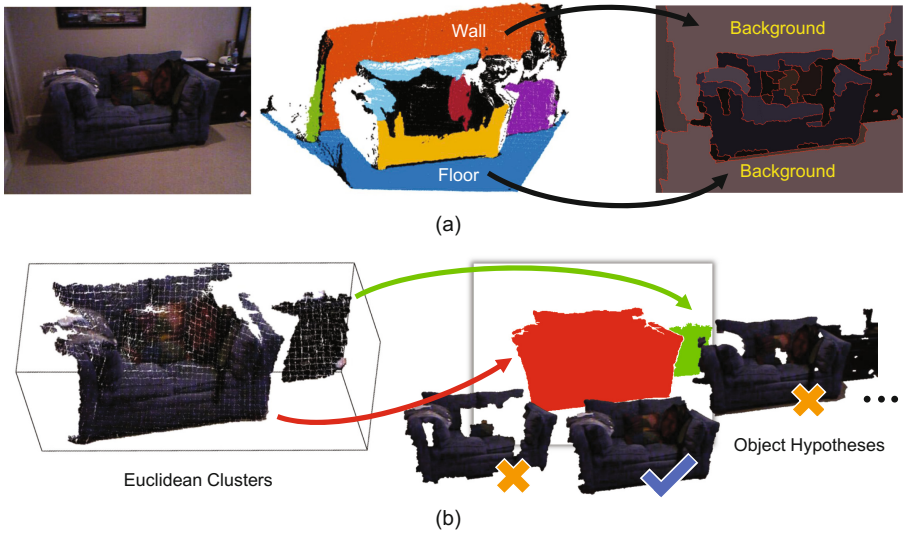 Wall
Background
Floor
Background
(a)
Euclidean Clusters
Object Hypotheses
(b)